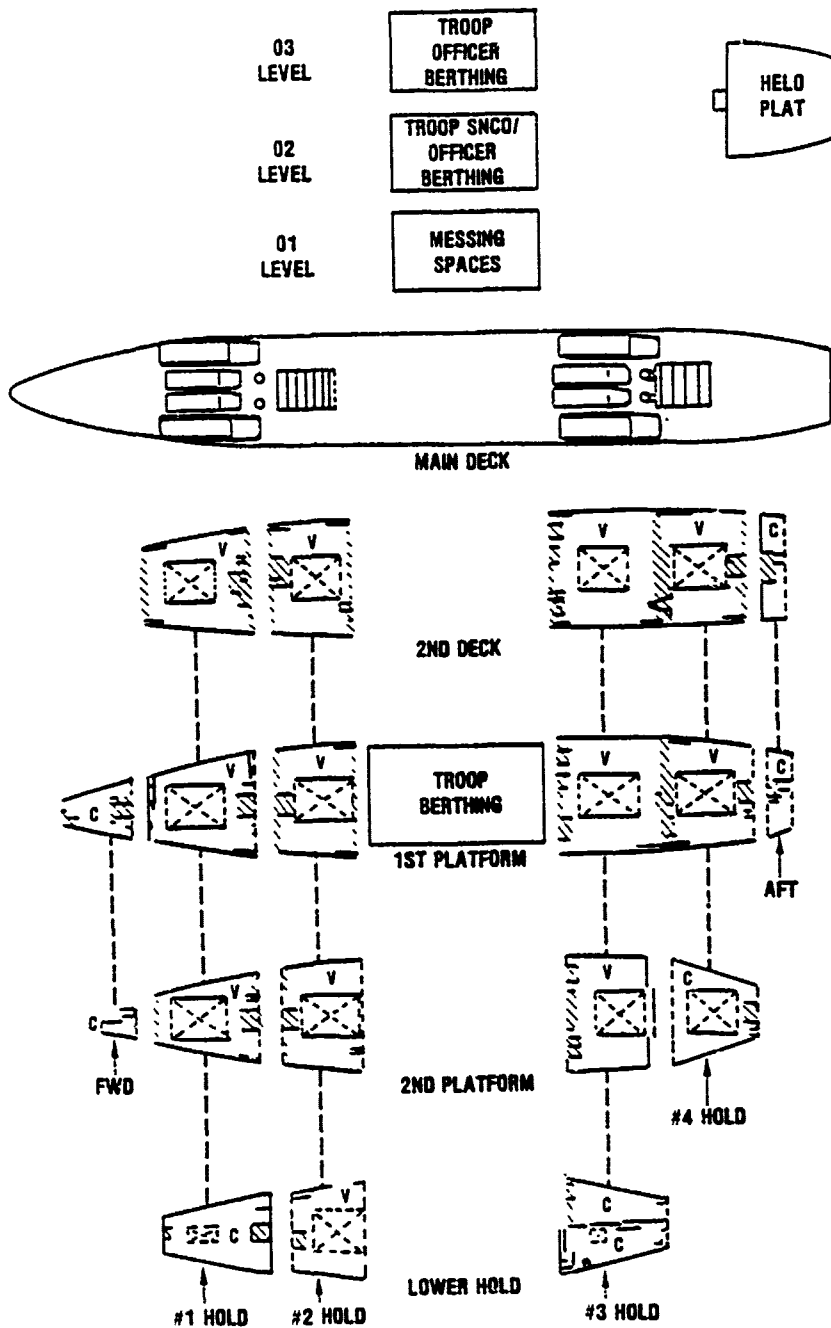 03
LEVEL
TROOP
OFFICER
BERTHING
HELO
PLAT
02
LEVEL
TROOP SNCO/
OFFICER
BERTHING
01
LEVEL
MESSING
SPACES
MAIN DECK
V
V
V
V
C
2ND DECK
C
V
V
TROOP
BERTHING
V
V
C
1ST PLATFORM
AFT
C
V
V
V
C
FWD
2ND PLATFORM
#4 HOLD
C
V
C
C
LOWER HOLD
#1 HOLD
#2 HOLD
#3 HOLD